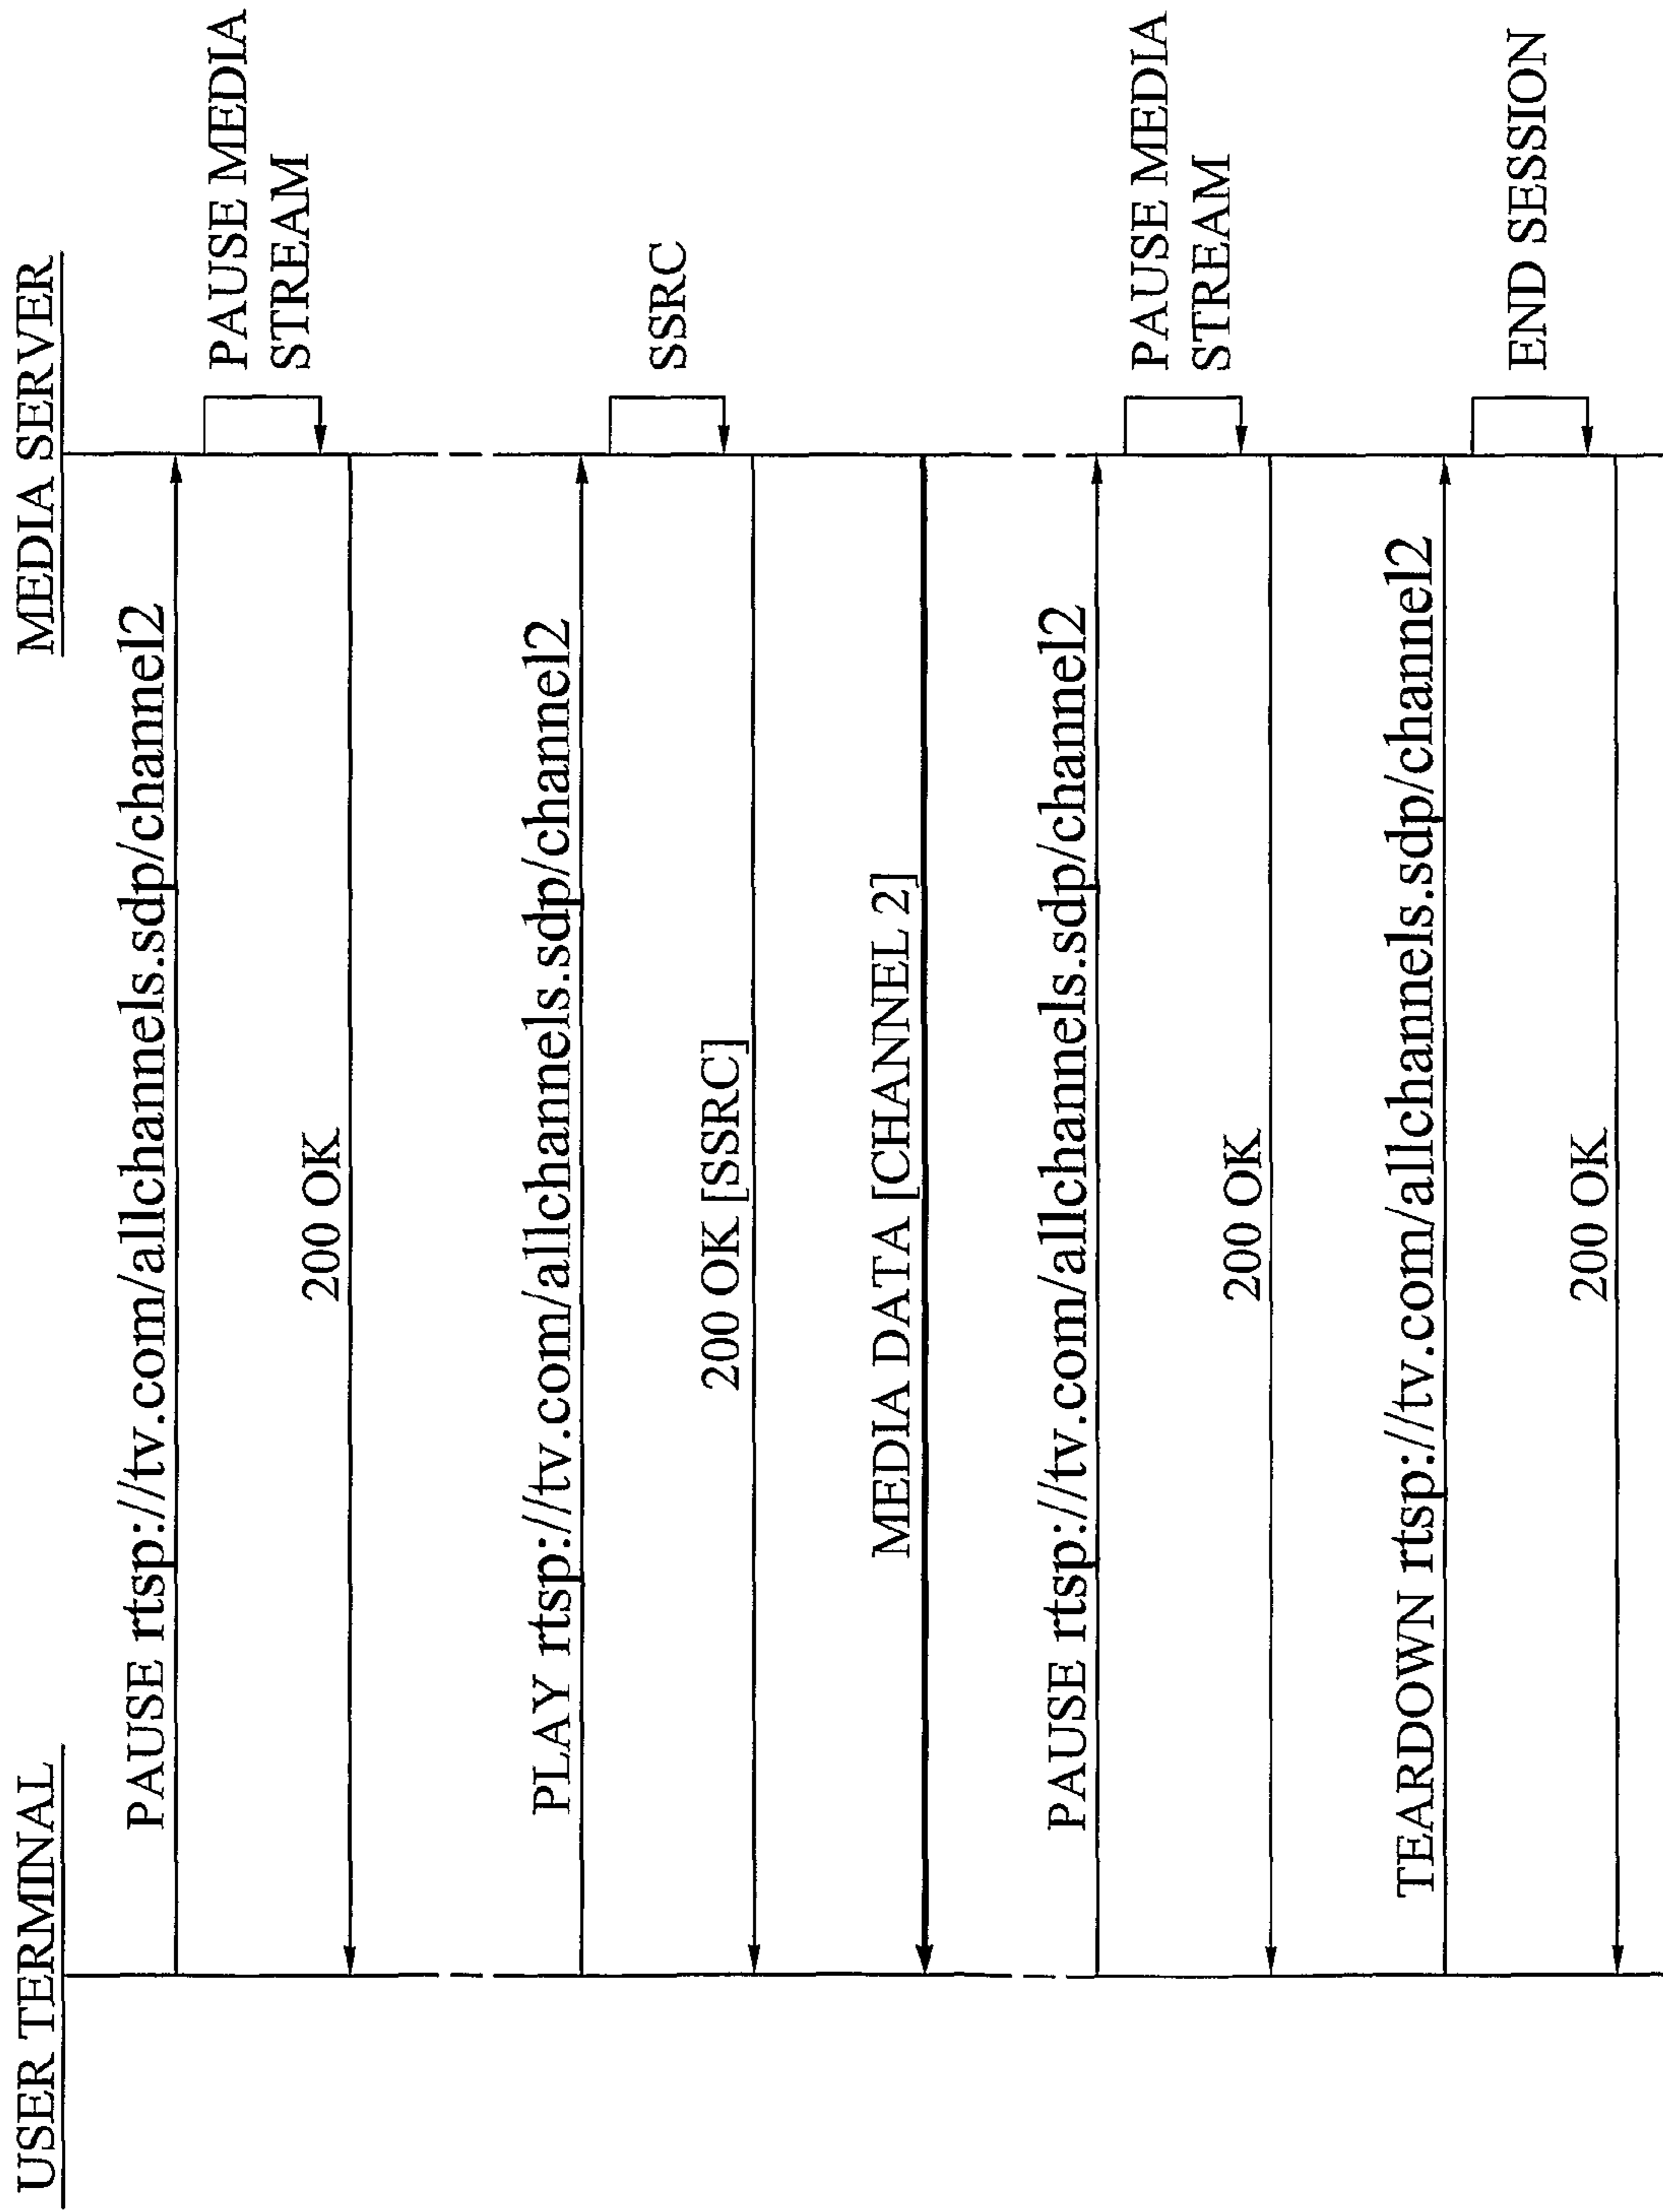 USER TERMINAL
MEDIA SERVER
PAUSE rtsp://tv.com/allchannels.sdp/channel2
PAUSE MEDIA
STREAM
200 OK
PLAY rtsp://tv.com/allchannels.sdp/channel2
SSRC
200 OK [SSRC]
MEDIA DATA [CHANNEL 2]
PAUSE rtsp://tv.com/allchannels.sdp/channel2
PAUSE MEDIA
STREAM
200 OK
TEARDOWN rtsp://tv.com/allchannels.sdp/channel2
END SESSION
200 OK